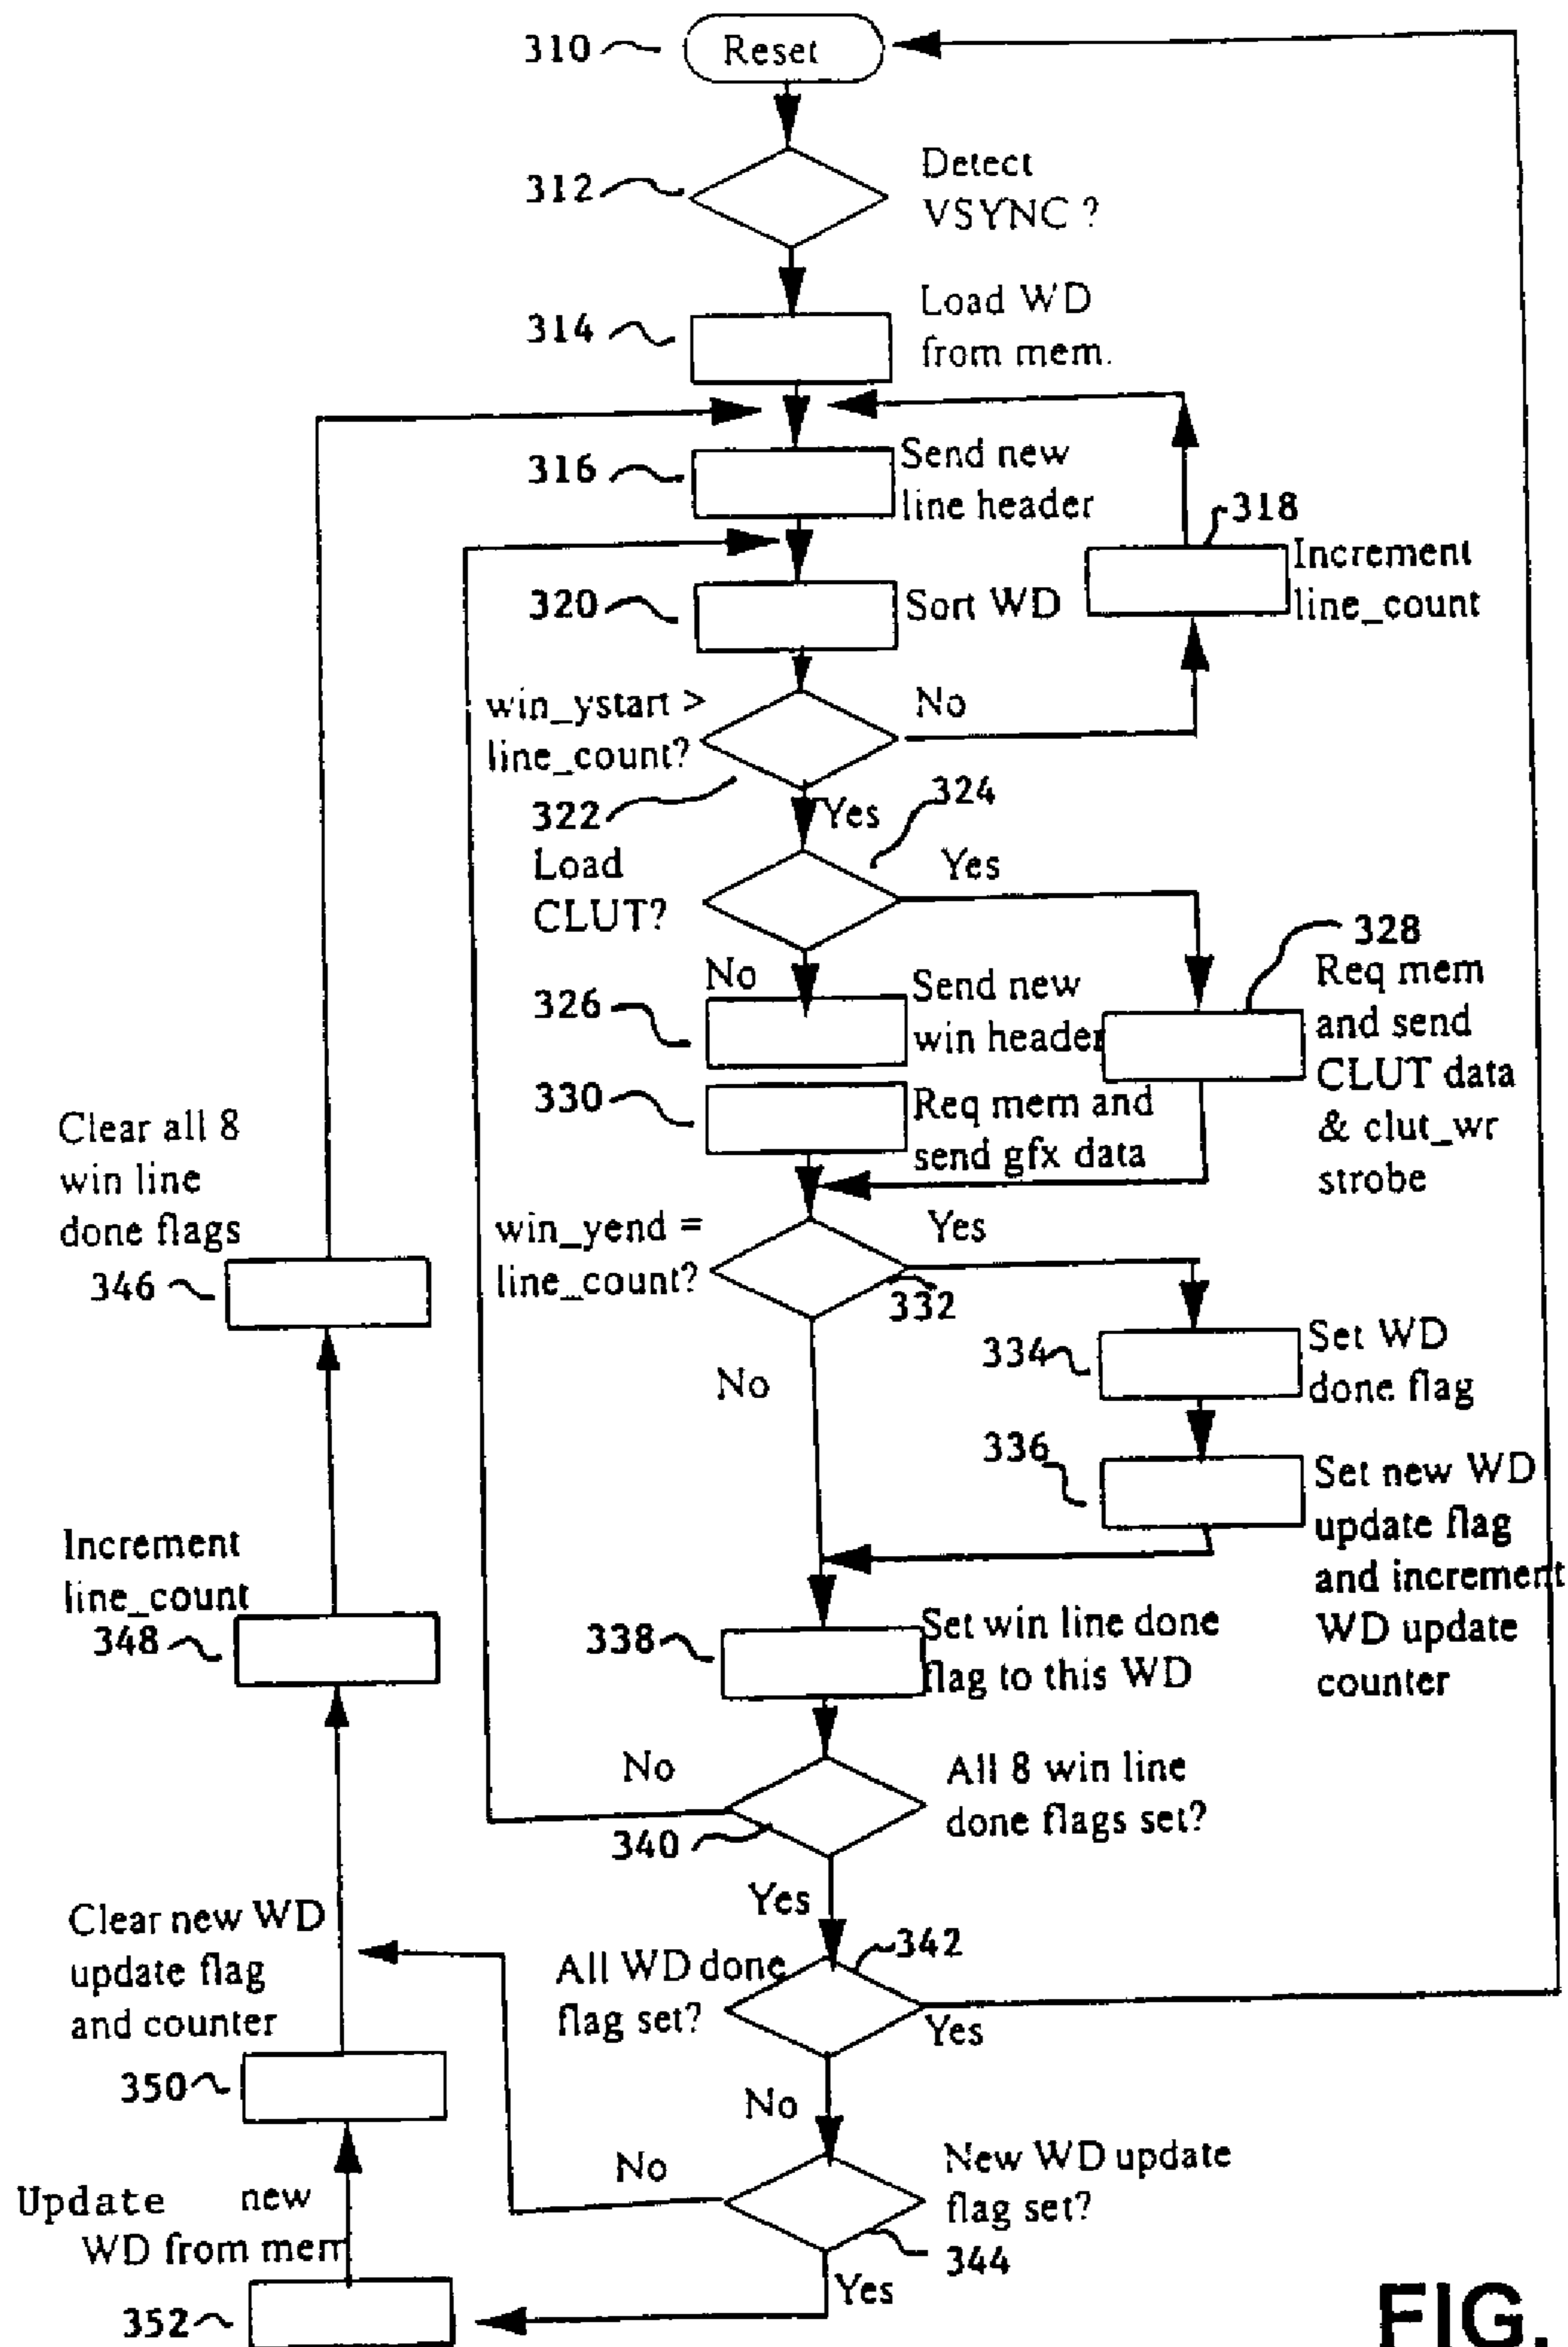 310
Reset
312
Detect
VSYNC ?
314
Load WD
from mem.
316
Send new
line header
318
Increment
line_count
320
Sort WD
win_ystart >
line_count?
No
322
Yes
324
Load
CLUT?
Yes
No
326
Send new
win header
328
Req mem
and send
CLUT data
& clut_wr
strobe
330
Req mem and
send gfx data
Clear all 8
win line
done flags
346
win_yend =
line_count?
Yes
332
No
334
Set WD
done flag
336
Set new WD
update flag
and increment
WD update
counter
Increment
line_count
348
338
Set win line done
flag to this WD
No
340
All 8 win line
done flags set?
Yes
Clear new WD
update flag
and counter
350
All WD done
flag set?
342
Yes
No
New WD update
flag set?
No
344
Yes
Update new
WD from mem
352
FIG.